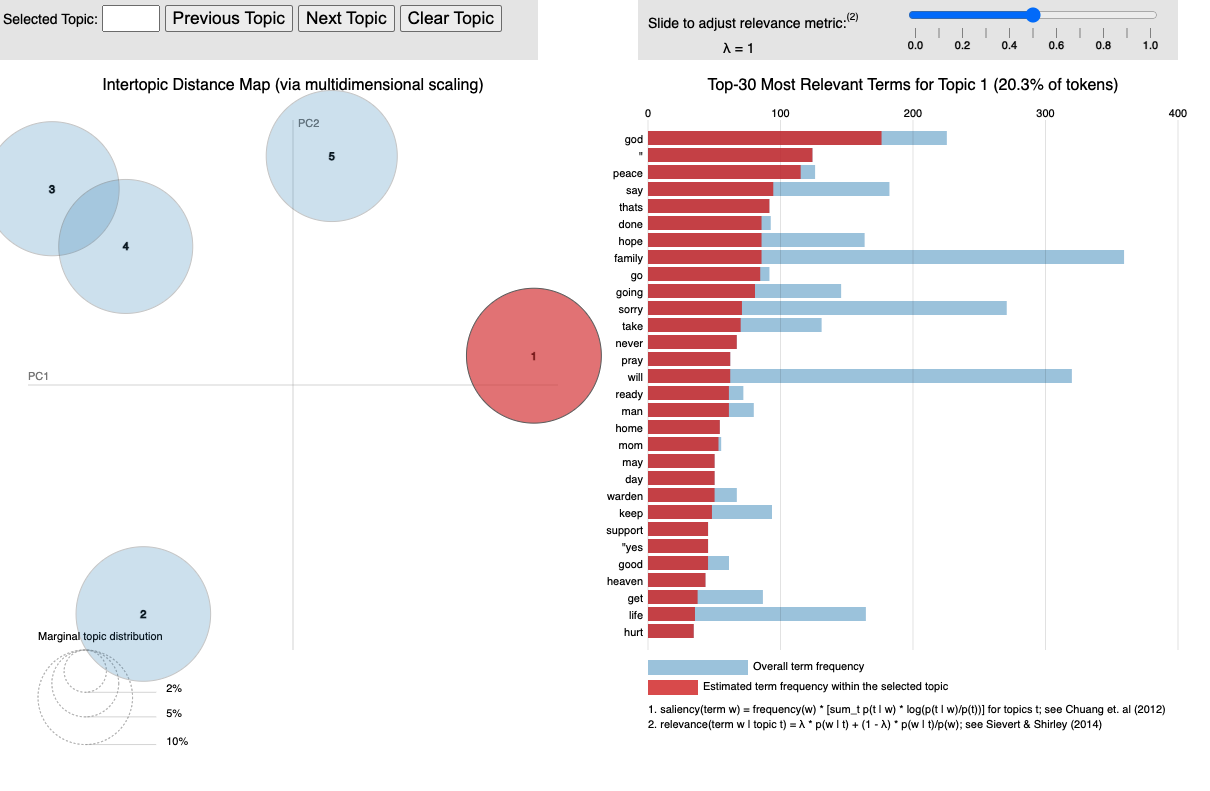 Selected Topic:
Previous Topic
Next Topic
Clear Topic
Slide to adjust relevance metric:(2)
λ = 1
0.0 0.2 0.4 0.6 0.8 1.0
Intertopic Distance Map (via multidimensional scaling)
PC2
PC1
5
3
4
1
2
Marginal topic distribution
2%
5%
10%
Top-30 Most Relevant Terms for Topic 1 (20.3% of tokens)
0 100 200 300 400
god
"
peace
say
thats
done
hope
family
go
going
sorry
take
never
pray
will
ready
man
home
mom
may
day
warden
keep
support
"yes
good
heaven
get
life
hurt
Overall term frequency
Estimated term frequency within the selected topic
1. saliency(term w) = frequency(w) * [sum_t p(t | w) * log(p(t | w)/p(t))] for topics t; see Chuang et. al (2012)
2. relevance(term w | topic t) = λ * p(w | t) + (1 - λ) * p(w | t)/p(w); see Sievert & Shirley (2014)